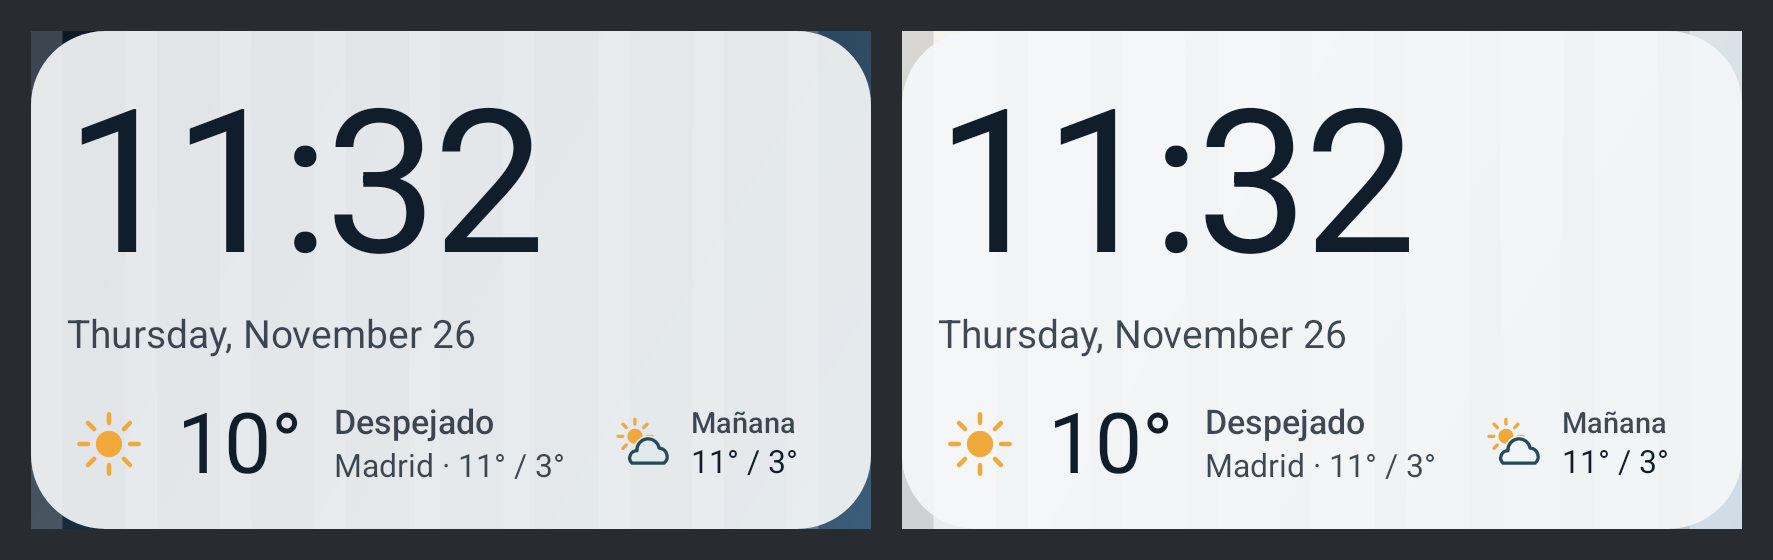 11:32
Thursday, November 26
10°
Despejado
Madrid · 11° / 3°
Mañana
11° / 3°
11:32
Thursday, November 26
10°
Despejado
Madrid · 11° / 3°
Mañana
11° / 3°